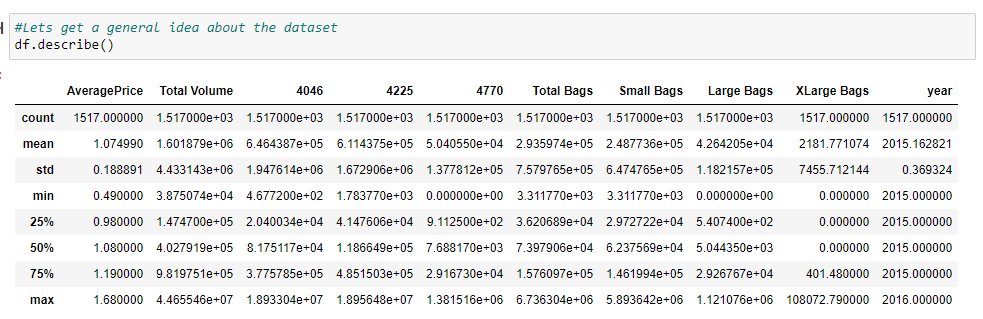 #Lets get a general idea about the dataset
df.describe()
AveragePrice Total Volume 4046 4225 4770 Total Bags Small Bags Large Bags XLarge Bags year
count 1517.000000 1.517000e+03 1.517000e+03 1.517000e+03 1.517000e+03 1.517000e+03 1.517000e+03 1.517000e+03 1517.000000 1517.000000
mean 1.074990 1.601879e+06 6.464387e+05 6.114375e+05 5.040550e+04 2.935974e+05 2.487736e+05 4.264205e+04 2181.771074 2015.162821
std 0.188891 4.433143e+06 1.947614e+06 1.672906e+06 1.377812e+05 7.579765e+05 6.474765e+05 1.182157e+05 7455.712144 0.369324
min 0.490000 3.875074e+04 4.677200e+02 1.783770e+03 0.000000e+00 3.311770e+03 3.311770e+03 0.000000e+00 0.000000 2015.000000
25% 0.980000 1.474700e+05 2.040034e+04 4.147606e+04 9.112500e+02 3.620689e+04 2.972722e+04 5.407400e+02 0.000000 2015.000000
50% 1.080000 4.027919e+05 8.175117e+04 1.186649e+05 7.688170e+03 7.397906e+04 6.237569e+04 5.044350e+03 0.000000 2015.000000
75% 1.190000 9.819751e+05 3.775785e+05 4.851503e+05 2.916730e+04 1.576097e+05 1.461994e+05 2.926767e+04 401.480000 2015.000000
max 1.680000 4.465546e+07 1.893304e+07 1.895648e+07 1.381516e+06 6.736304e+06 5.893642e+06 1.121076e+06 108072.790000 2016.000000